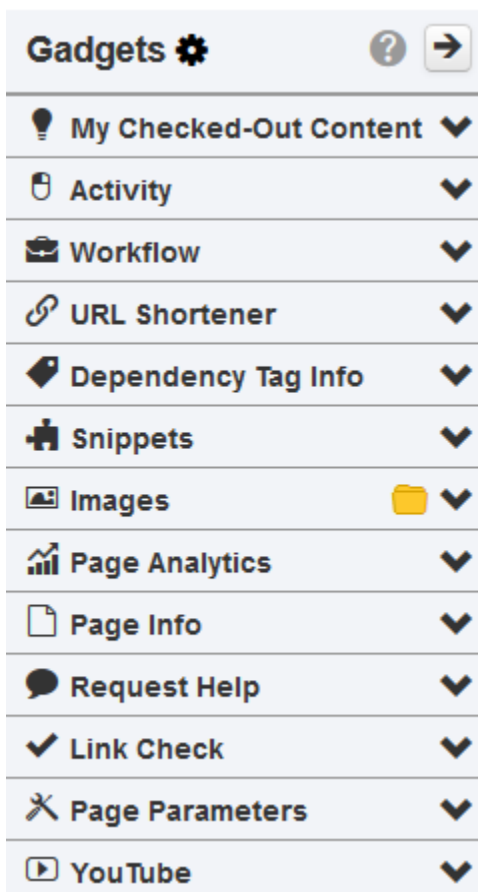 Gadgets
My Checked-Out Content
Activity
Workflow
URL Shortener
Dependency Tag Info
Snippets
Images
Page Analytics
Page Info
Request Help
Link Check
Page Parameters
YouTube